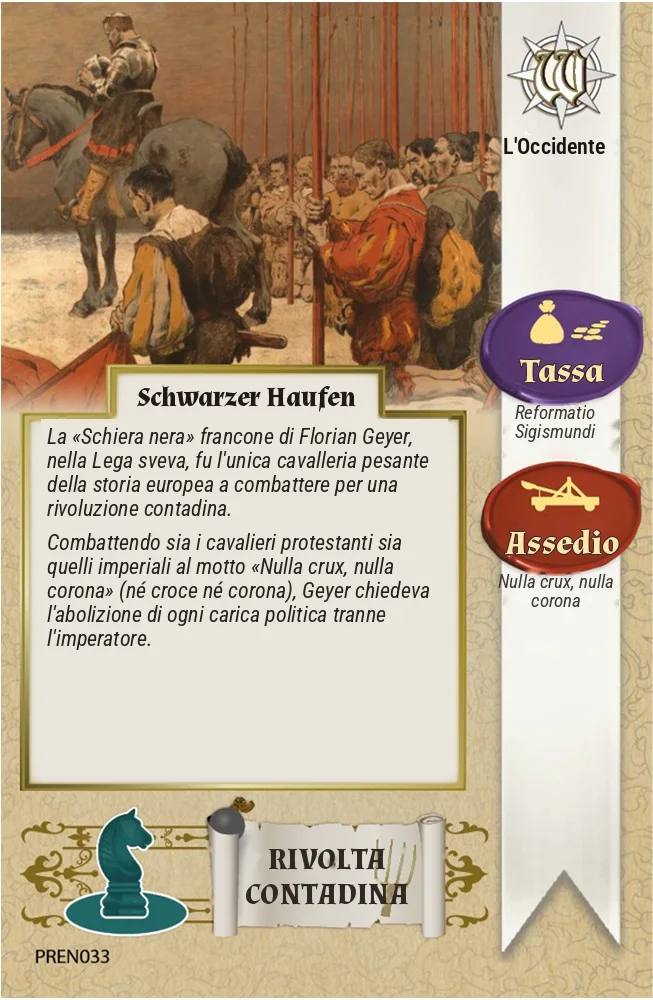 W
L'Occidente
Tassa
Reformatio
Sigismundi
Assedio
Nulla crux, nulla
corona
Schwarzer Haufen
La «Schiera nera» francone di Florian Geyer,
nella Lega sveva, fu l'unica cavalleria pesante
della storia europea a combattere per una
rivoluzione contadina.
Combattendo sia i cavalieri protestanti sia
quelli imperiali al motto «Nulla crux, nulla
corona» (né croce né corona), Geyer chiedeva
l'abolizione di ogni carica politica tranne
l'imperatore.
RIVOLTA
CONTADINA
PREN033